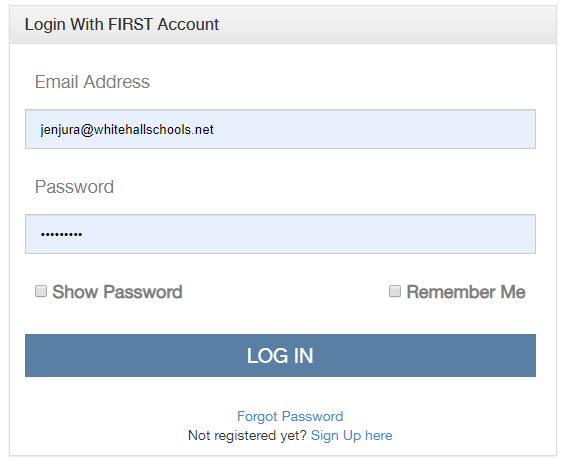 Login With FIRST Account
Email Address
jenjura@whitehallschools.net
Password
•••••••••
Show Password Remember Me
LOG IN
Forgot Password
Not registered yet? Sign Up here